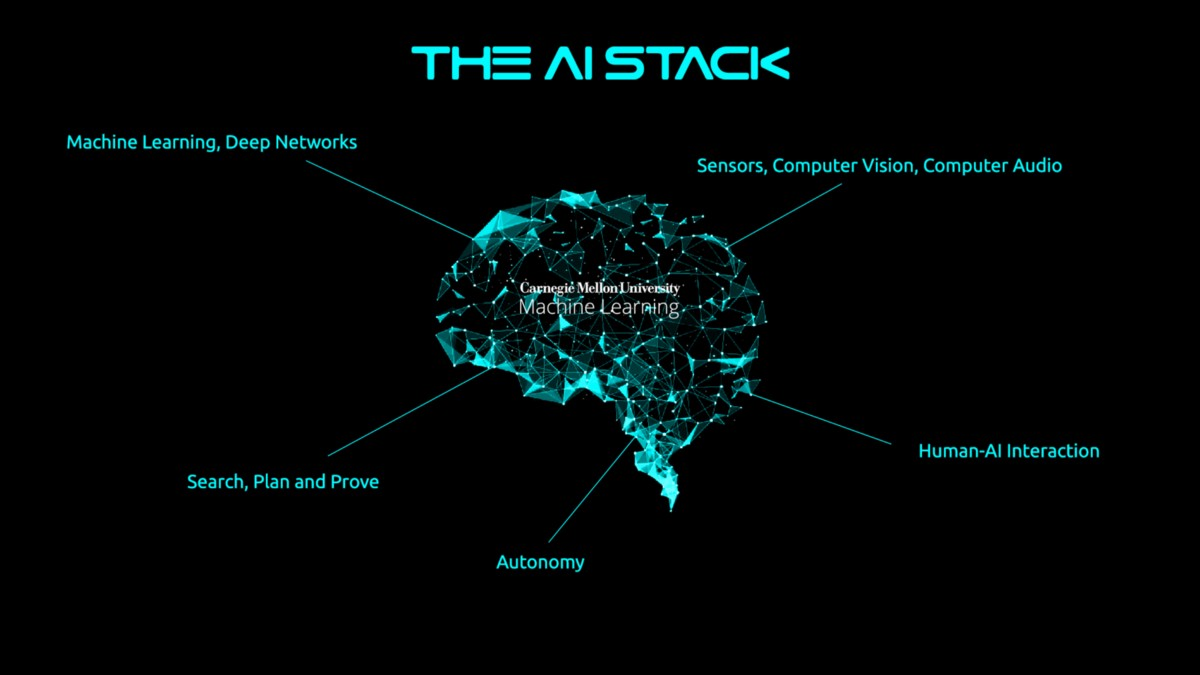 THE AI STACK
Machine Learning, Deep Networks
Sensors, Computer Vision, Computer Audio
Carnegie Mellon University
Machine Learning
Human-AI Interaction
Search, Plan and Prove
Autonomy